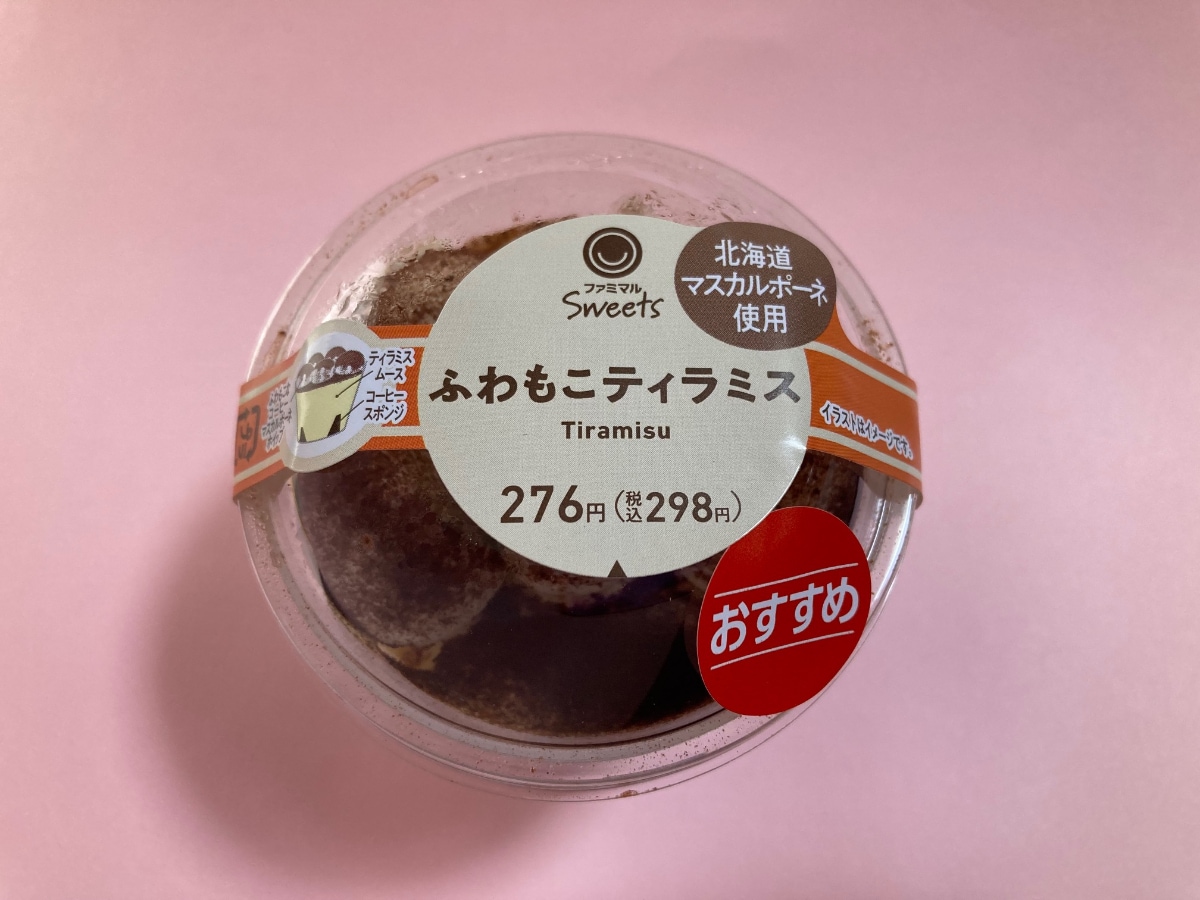 ファミマル
Sweets
北海道
マスカルポーネ
使用
ティラミス
ムース
コーヒー
スポンジ
ふわもこティラミス
Tiramisu
276円(税込298円)
イラストはイメージです。
おすすめ